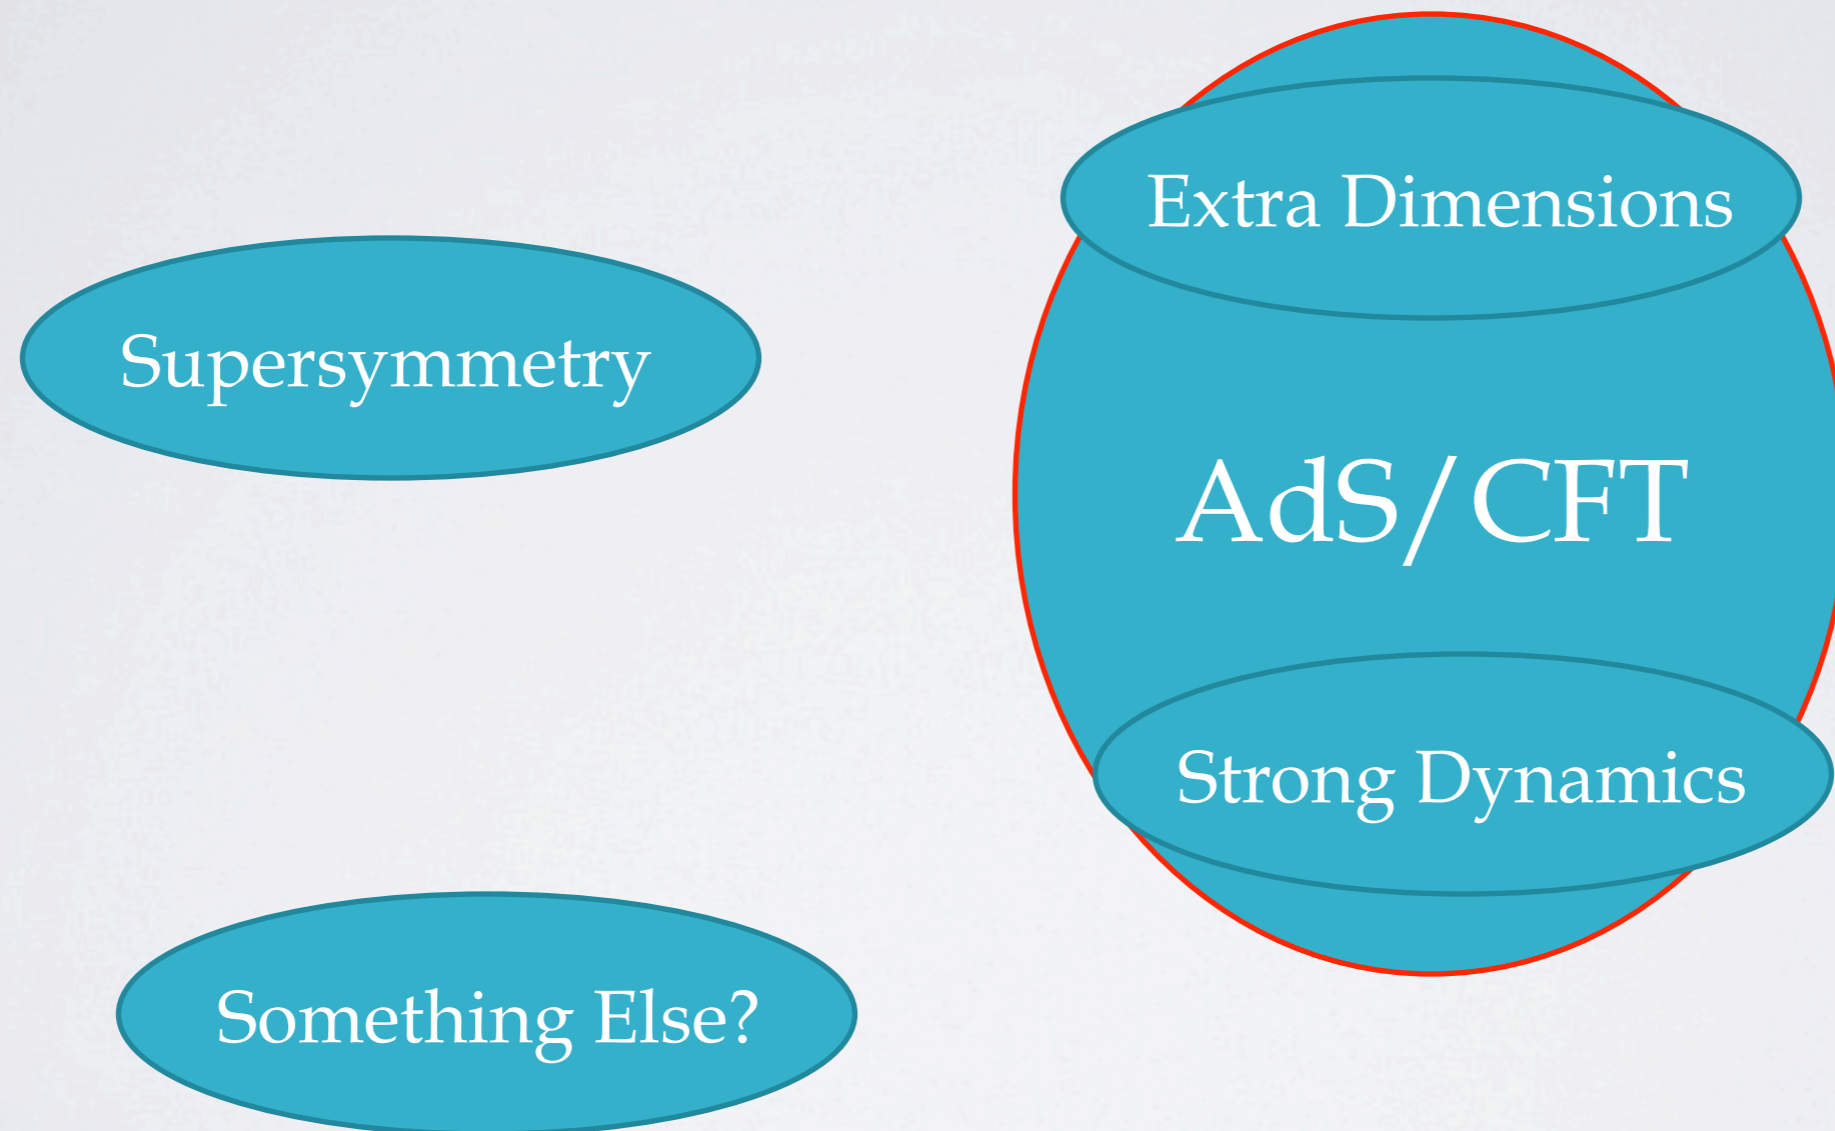 Extra Dimensions
Supersymmetry
AdS/CFT
Strong Dynamics
Something Else?